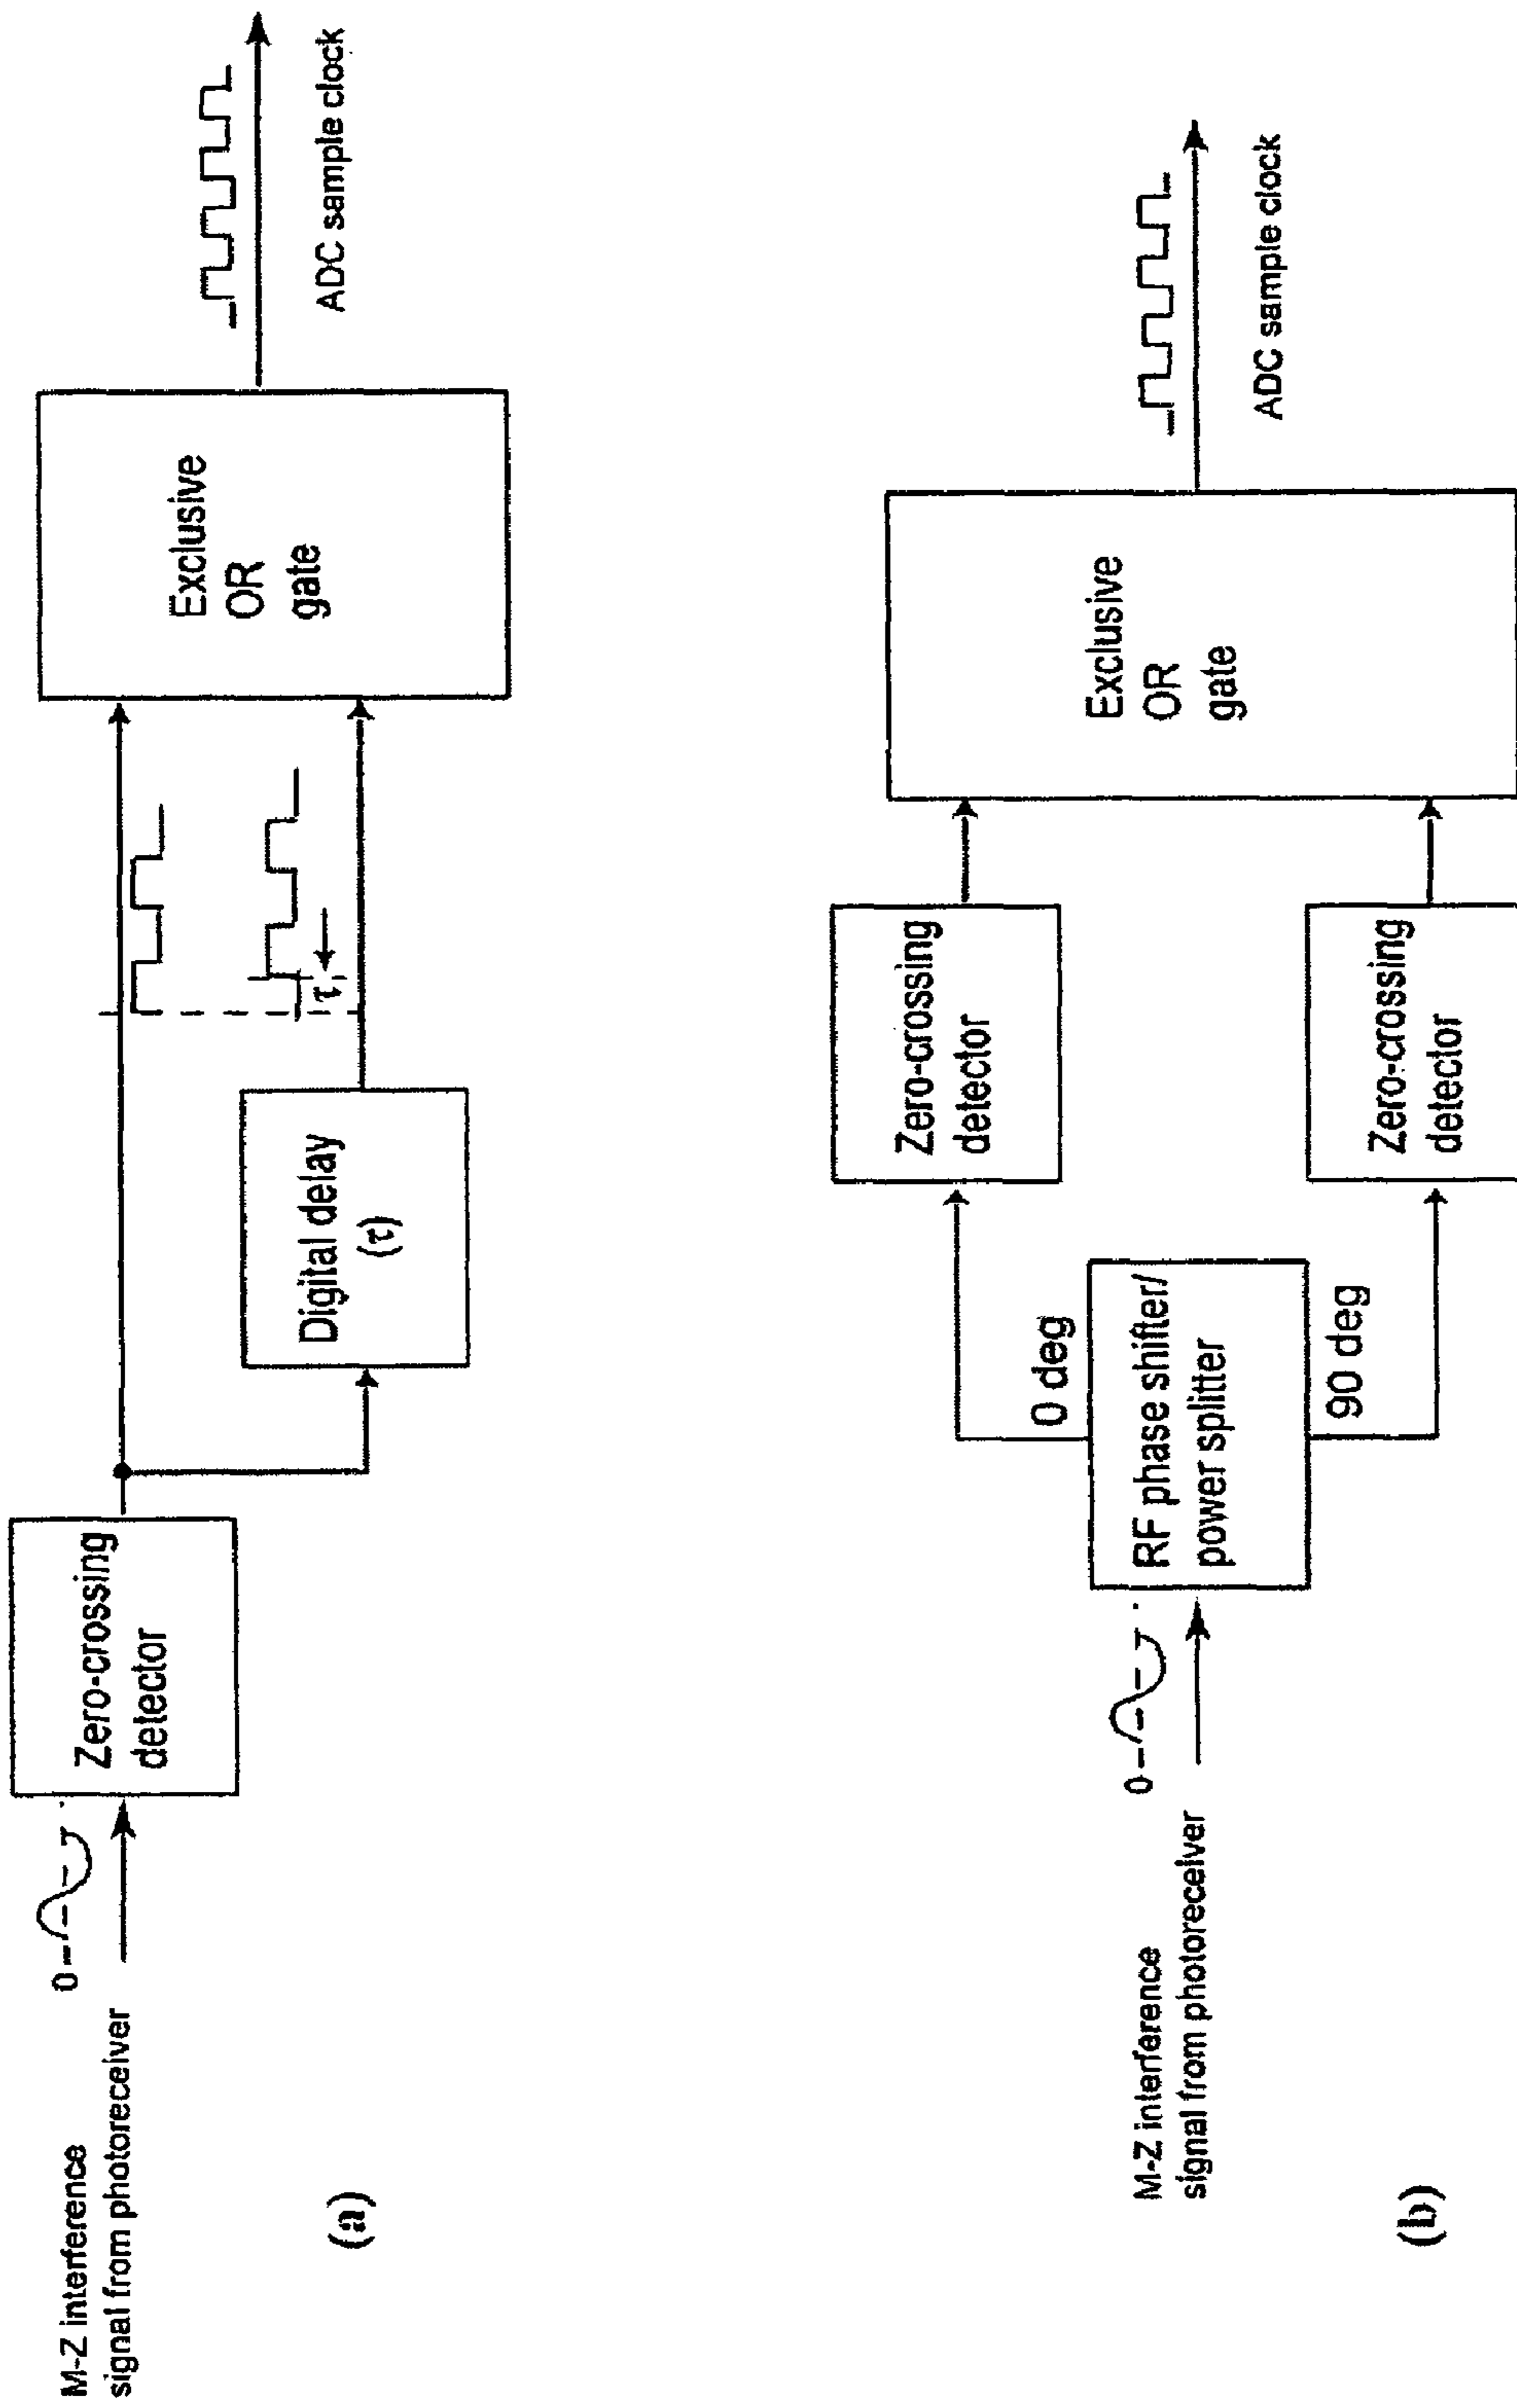 M-Z interference
signal from photoreceiver
0
Zero-crossing
detector
Digital delay
(τ)
τ
Exclusive
OR
gate
ADC sample clock
(a)
M-Z interference
signal from photoreceiver
0
RF phase shifter/
power splitter
0 deg
90 deg
Zero-crossing
detector
Zero-crossing
detector
Exclusive
OR
gate
ADC sample clock
(b)